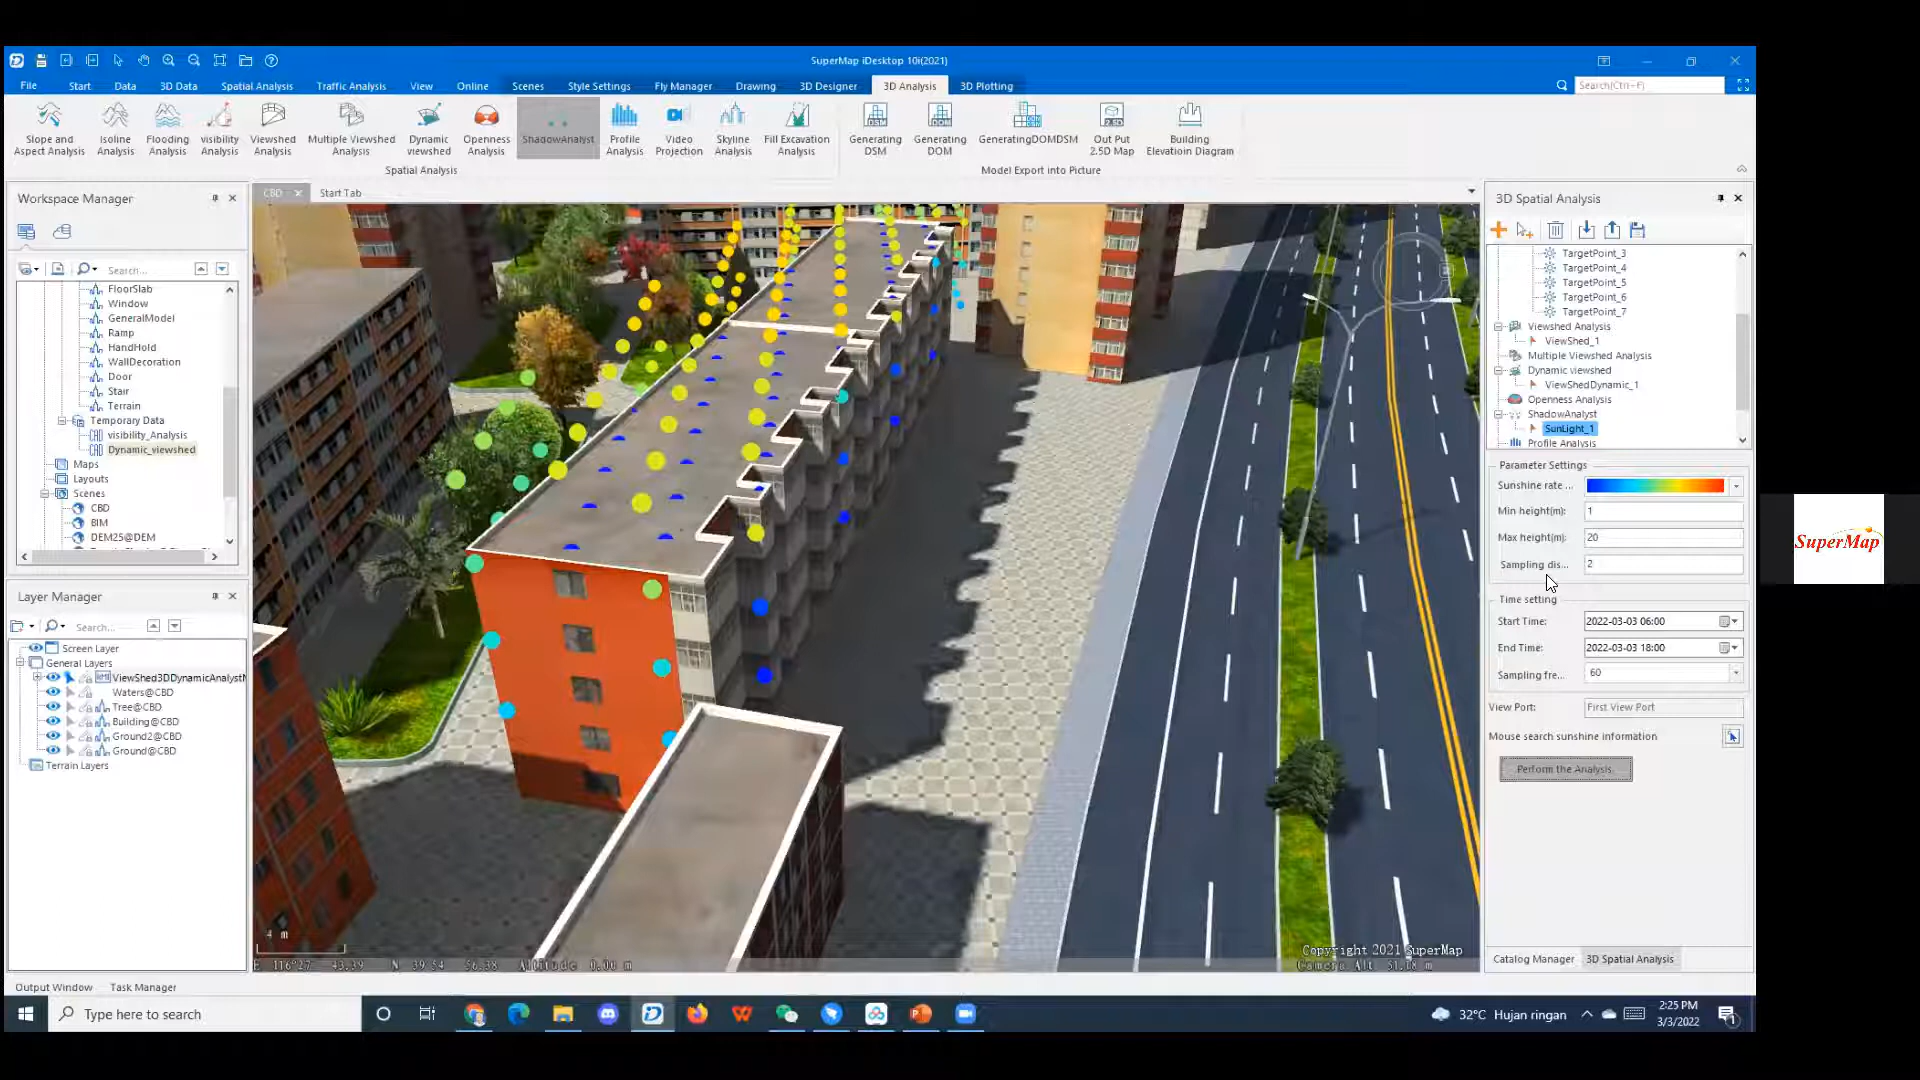 SuperMap iDesktop 10i(2021)
File Start Data 3D Data Spatial Analysis Traffic Analysis View Online Scenes Style Settings Fly Manager Drawing 3D Designer 3D Analysis 3D Plotting Search(Ctrl+F)
Slope and Aspect Analysis
Isoline Analysis
Flooding Analysis
visibility Analysis
Viewshed Analysis
Multiple Viewshed Analysis
Dynamic viewshed
Openness Analysis
ShadowAnalyst
Profile Analysis
Video Projection
Skyline Analysis
Fill Excavation Analysis
Generating DSM
Generating DOM
GeneratingDOMDSM
Out Put 2.5D Map
Building Elevatioin Diagram
Spatial Analysis
Model Export into Picture
Workspace Manager
Search...
FloorSlab
Window
GeneralModel
Ramp
HandHold
WallDecoration
Door
Stair
Terrain
Temporary Data
visibility_Analysis
Dynamic_viewshed
Maps
Layouts
Scenes
CBD
BIM
DEM25@DEM
Layer Manager
Search...
Screen Layer
General Layers
ViewShed3DDynamicAnalyst
Waters@CBD
Tree@CBD
Building@CBD
Ground2@CBD
Ground@CBD
Terrain Layers
CBD
Start Tab
4 m
Altitude 0.00 m
Copyright 2021 SuperMap
3D Spatial Analysis
TargetPoint_3
TargetPoint_4
TargetPoint_5
TargetPoint_6
TargetPoint_7
Viewshed Analysis
ViewShed_1
Multiple Viewshed Analysis
Dynamic viewshed
ViewShedDynamic_1
Openness Analysis
ShadowAnalyst
SunLight_1
Profile Analysis
Parameter Settings
Sunshine rate ...
Min height(m): 1
Max height(m): 20
Sampling dis... 2
Time setting
Start Time: 2022-03-03 06:00
End Time: 2022-03-03 18:00
Sampling fre... 60
View Port: First View Port
Mouse search sunshine information
Perform the Analysis
Catalog Manager 3D Spatial Analysis
SuperMap
Output Window Task Manager
Type here to search
32°C Hujan ringan
2:25 PM
3/3/2022